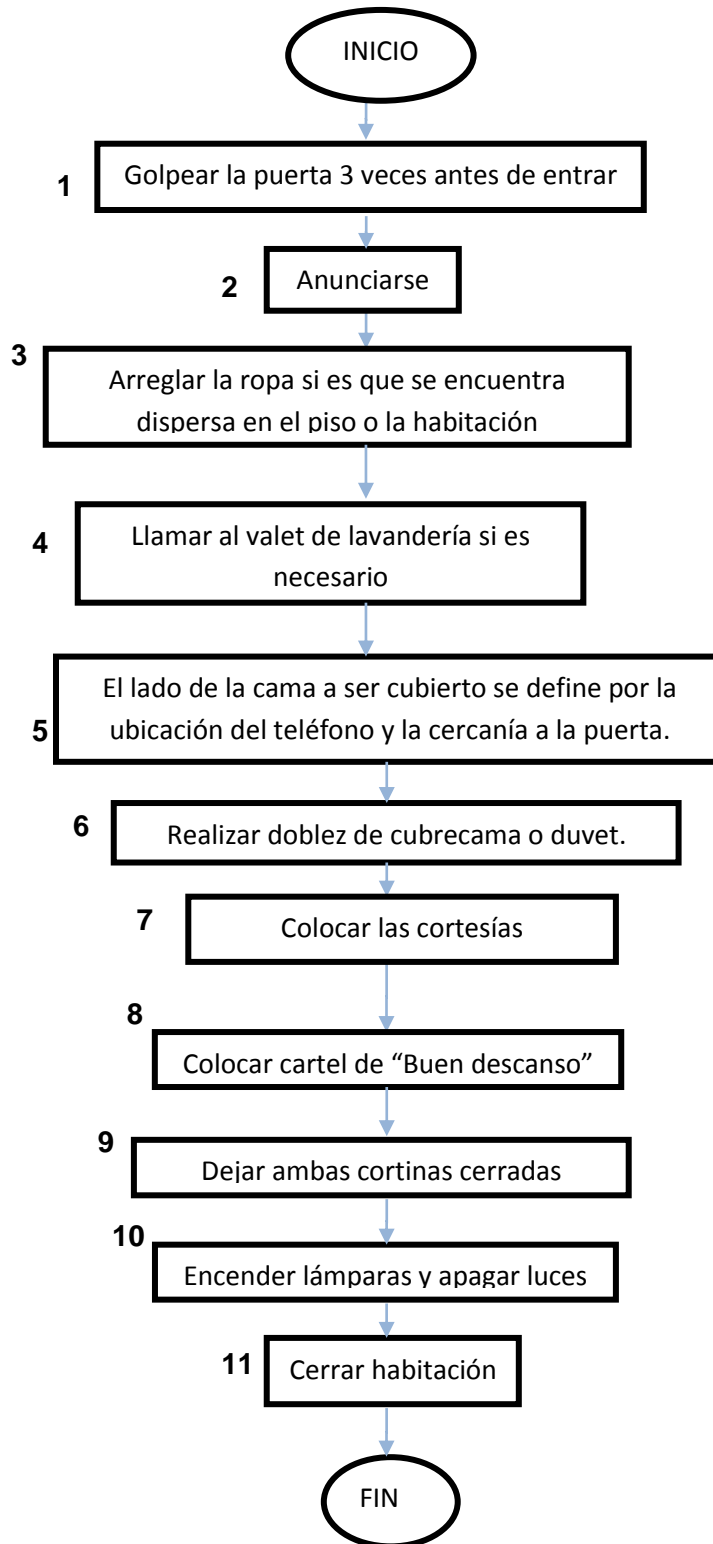 INICIO
1
Golpear la puerta 3 veces antes de entrar
2
Anunciarse
3
Arreglar la ropa si es que se encuentra
dispersa en el piso o la habitación
4
Llamar al valet de lavandería si es
necesario
5
El lado de la cama a ser cubierto se define por la
ubicación del teléfono y la cercanía a la puerta.
6
Realizar doblez de cubrecama o duvet.
7
Colocar las cortesías
8
Colocar cartel de “Buen descanso”
9
Dejar ambas cortinas cerradas
10
Encender lámparas y apagar luces
11
Cerrar habitación
FIN